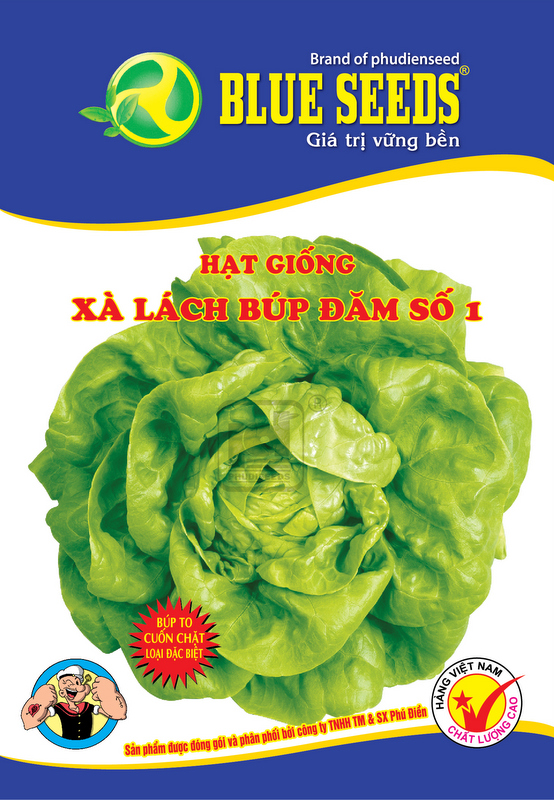 Brand of phudienseed
BLUE SEEDS®
Giá trị vững bền
HẠT GIỐNG
XÀ LÁCH BÚP ĐĂM SỐ 1
PHUDISEEDS
BÚP TO
CUỐN CHẶT
LOẠI ĐẶC BIỆT
HÀNG VIỆT NAM
CHẤT LƯỢNG CAO
Sản phẩm được đóng gói và phân phối bởi công ty TNHH TM & SX Phú Điền